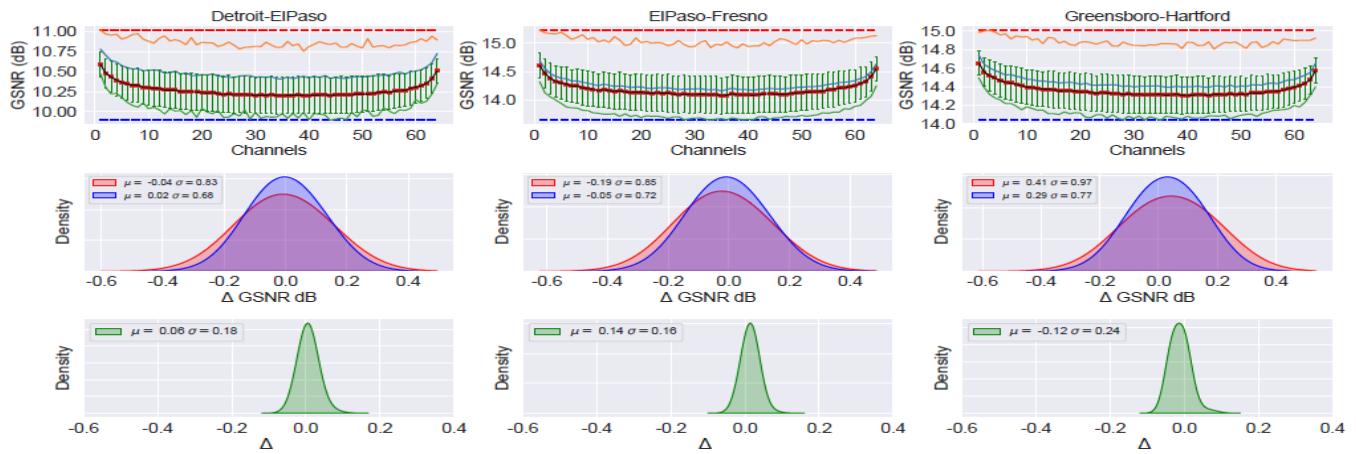 Detroit-ElPaso
ElPaso-Fresno
Greensboro-Hartford
GSNR (dB)
11.00
10.75
10.50
10.25
10.00
0 10 20 30 40 50 60
Channels
GSNR (dB)
15.0
14.5
14.0
0 10 20 30 40 50 60
Channels
GSNR (dB)
15.0
14.8
14.6
14.4
14.2
14.0
0 10 20 30 40 50 60
Channels
μ = -0.04 σ = 0.83
μ = 0.02 σ = 0.68
Density
-0.6 -0.4 -0.2 0.0 0.2 0.4
Δ GSNR dB
μ = -0.19 σ = 0.85
μ = -0.05 σ = 0.72
Density
-0.6 -0.4 -0.2 0.0 0.2 0.4
Δ GSNR dB
μ = 0.41 σ = 0.97
μ = 0.29 σ = 0.77
Density
-0.6 -0.4 -0.2 0.0 0.2 0.4
Δ GSNR dB
μ = 0.06 σ = 0.18
Density
-0.6 -0.4 -0.2 0.0 0.2 0.4
Δ
μ = 0.14 σ = 0.16
Density
-0.6 -0.4 -0.2 0.0 0.2 0.4
Δ
μ = -0.12 σ = 0.24
Density
-0.6 -0.4 -0.2 0.0 0.2 0.4
Δ